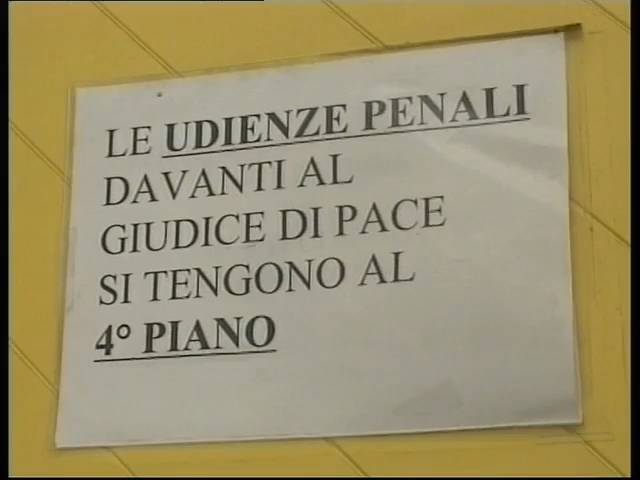 LE UDIENZE PENALI
DAVANTI AL
GIUDICE DI PACE
SI TENGONO AL
4° PIANO